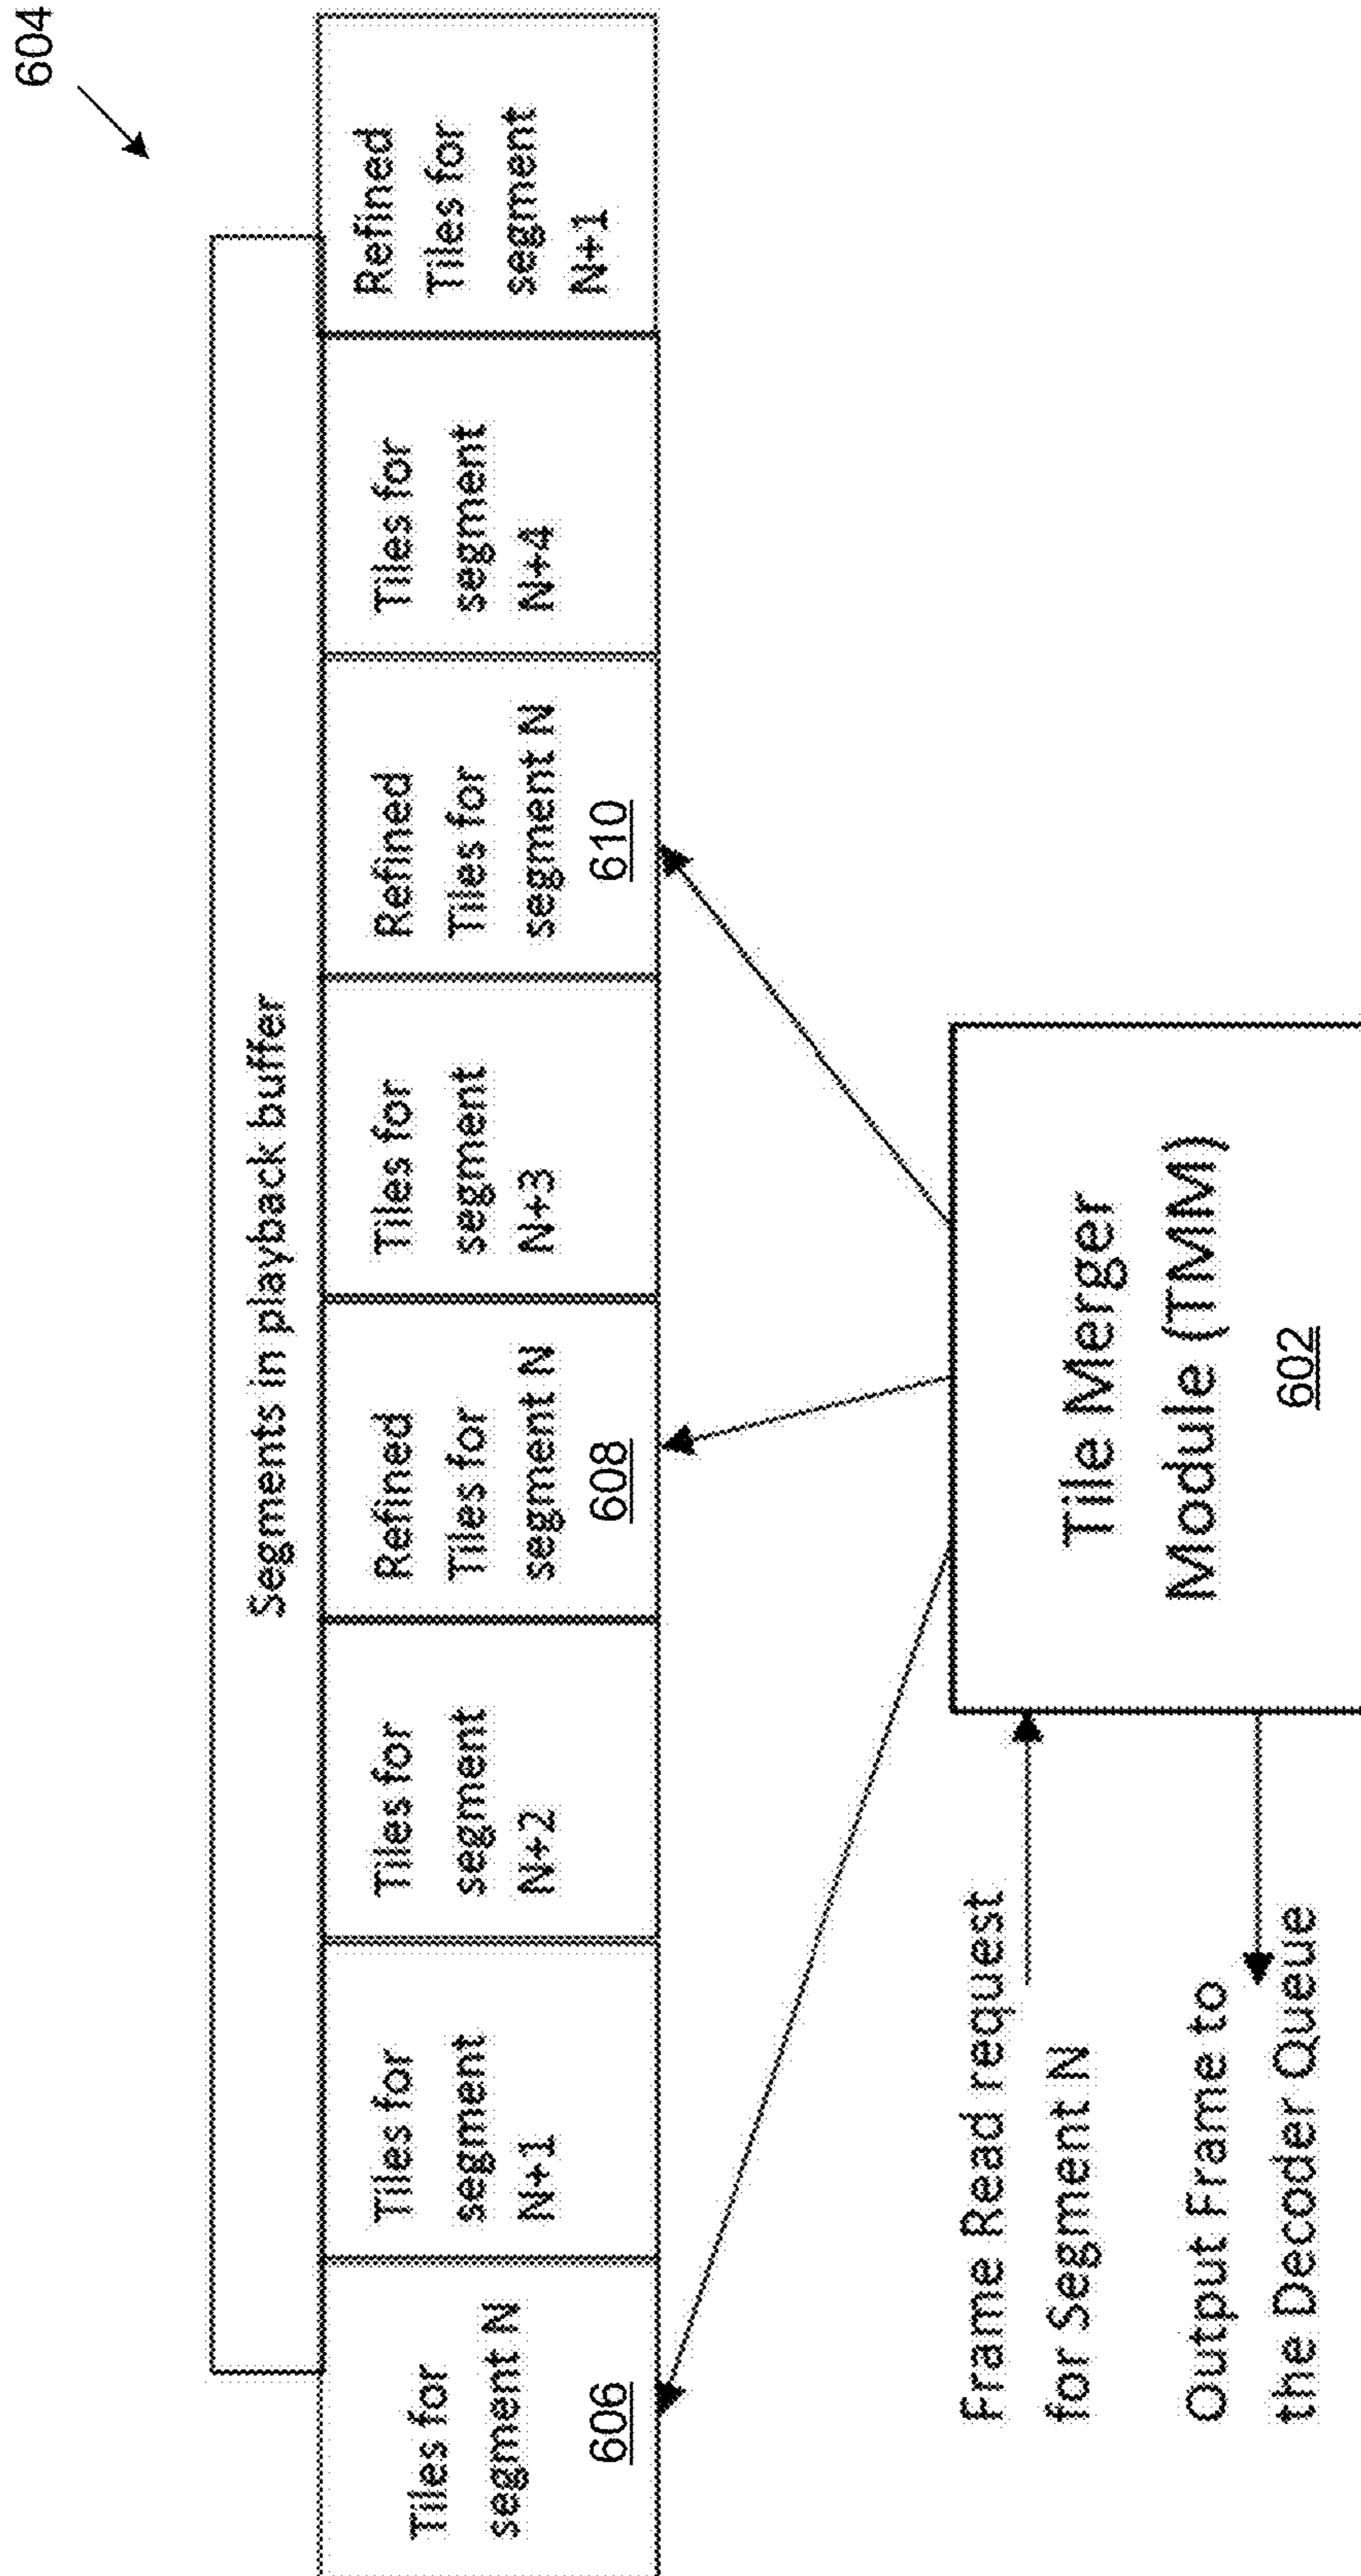 604
Segments in playback buffer
Tiles for
segment N
606
Tiles for
segment
N+1
Tiles for
segment
N+2
Refined
Tiles for
segment N
608
Tiles for
segment
N+3
Refined
Tiles for
segment N
610
Tiles for
segment
N+4
Refined
Tiles for
segment
N+1
Frame Read request
for Segment N
Output Frame to
the Decoder Queue
Tile Merger
Module (TMM)
602